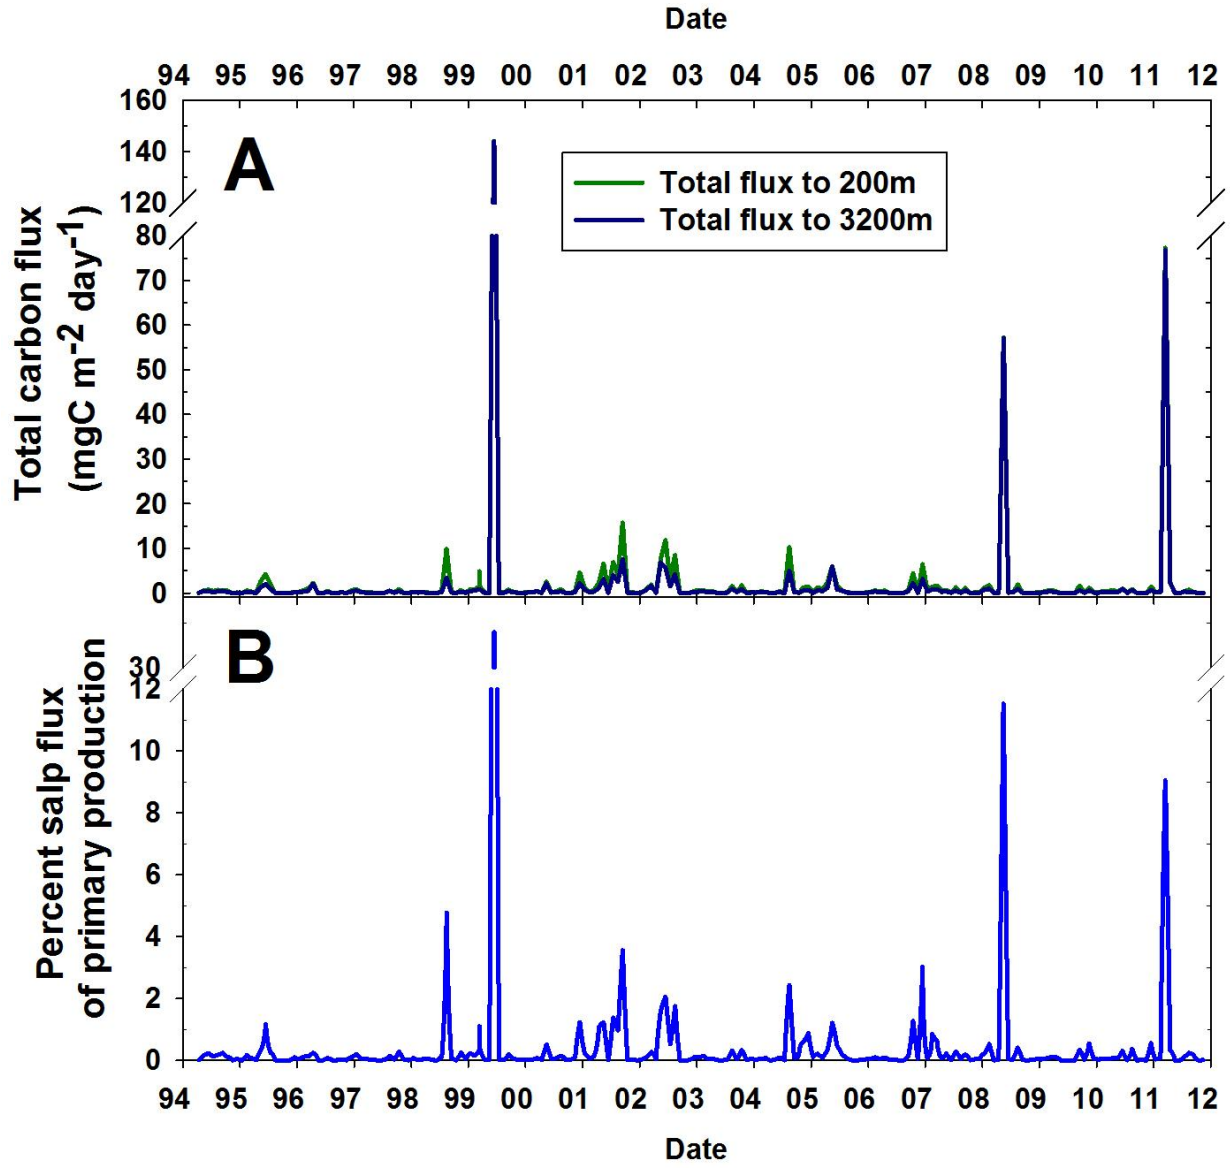 Date
94 95 96 97 98 99 00 01 02 03 04 05 06 07 08 09 10 11 12
160
140
120
80
70
60
50
40
30
20
10
0
Total carbon flux
(mgC m-2 day-1)
A
Total flux to 200m
Total flux to 3200m
B
30
12
10
8
6
4
2
0
Percent salp flux
of primary production
94 95 96 97 98 99 00 01 02 03 04 05 06 07 08 09 10 11 12
Date